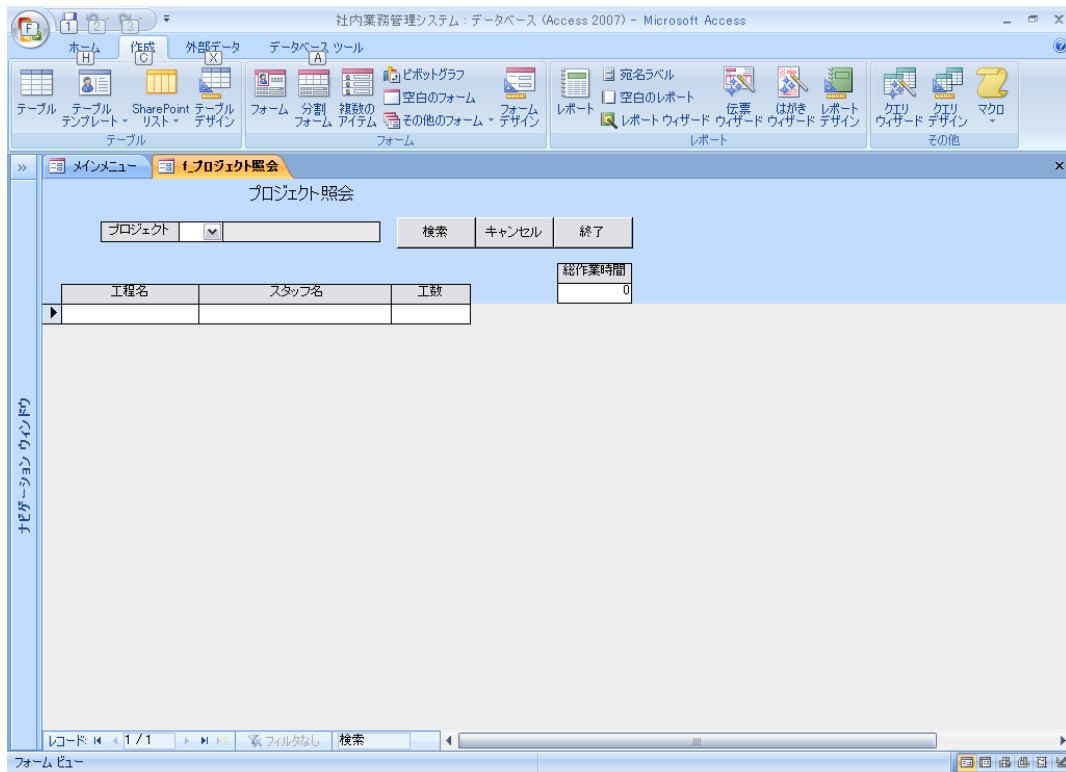 社内業務管理システム : データベース (Access 2007) - Microsoft Access
F 1 2 3
ホーム 作成 外部データ データベース ツール
H C X A
テーブル テーブル テンプレート SharePoint リスト テーブル デザイン
テーブル
フォーム 分割 フォーム 複数の アイテム ピボットグラフ 空白のフォーム その他のフォーム フォーム デザイン
フォーム
レポート 宛名ラベル 空白のレポート レポート ウィザード 伝票 ウィザード はがき ウィザード レポート デザイン
レポート
クエリ ウィザード クエリ デザイン マクロ
その他
メインメニュー f_プロジェクト照会
プロジェクト照会
プロジェクト 検索 キャンセル 終了
総作業時間
0
工程名 スタッフ名 工数
ナビゲーション ウィンドウ
レコード: 1 / 1 フィルタなし 検索
フォーム ビュー